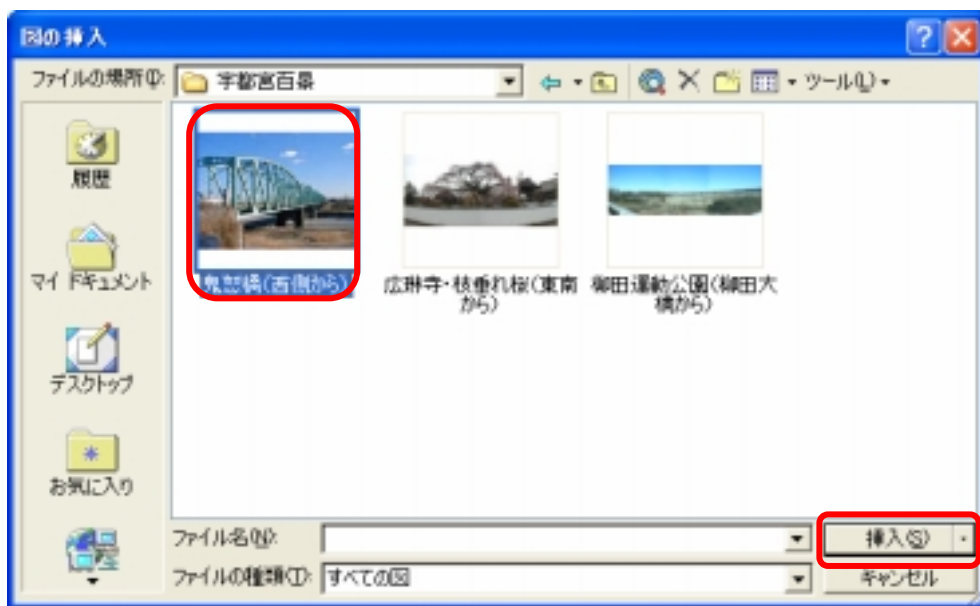 図の挿入
ファイルの場所(I):
宇都宮百景
ツール(L)
履歴
マイ ドキュメント
デスクトップ
お気に入り
鬼怒橋(西側から)
広琳寺・枝垂れ桜(東南
から)
柳田運動公園(柳田大
橋から)
ファイル名(N):
挿入(S)
ファイルの種類(T):
すべての図
キャンセル